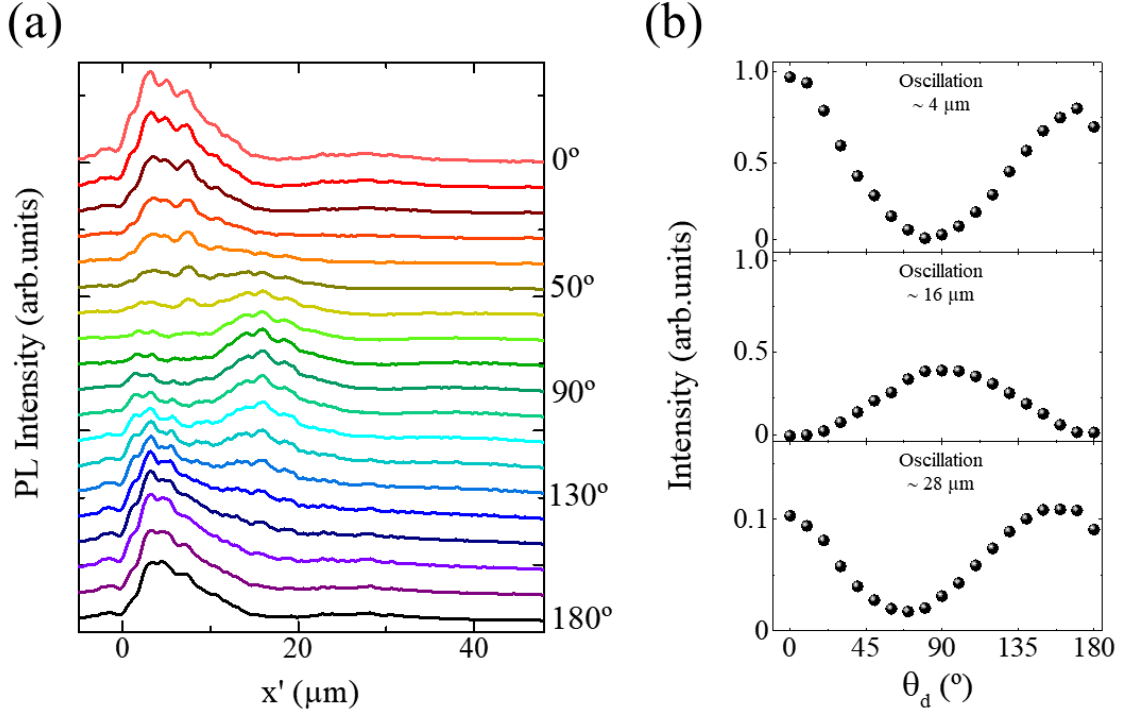 (a)
PL Intensity (arb.units)
0º
50º
90º
130º
180º
0
20
40
x' (μm)
(b)
Intensity (arb.units)
1.0
0.5
0
Oscillation
~ 4 μm
1.0
0.5
0
Oscillation
~ 16 μm
0.1
0
Oscillation
~ 28 μm
0
45
90
135
180
θd (º)